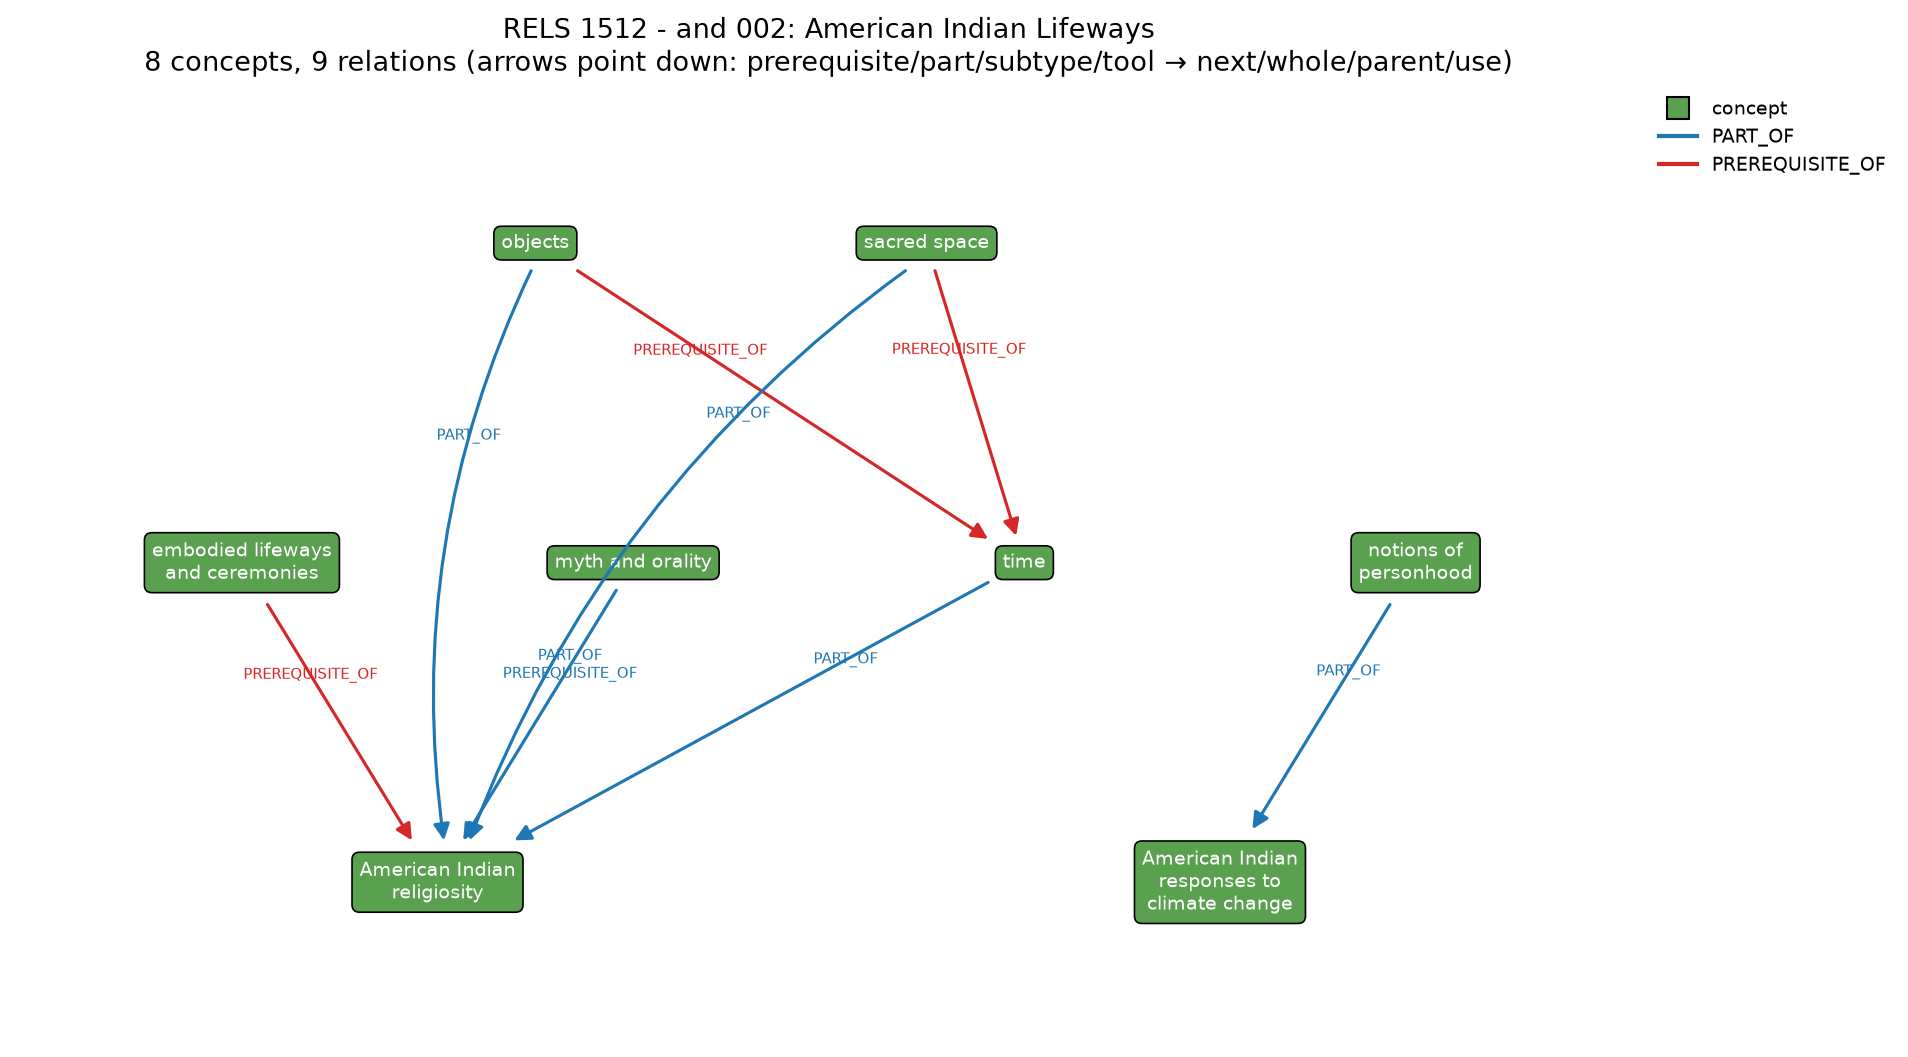 RELS 1512 - and 002: American Indian Lifeways
8 concepts, 9 relations (arrows point down: prerequisite/part/subtype/tool → next/whole/parent/use)
concept
PART_OF
PREREQUISITE_OF
objects
sacred space
PREREQUISITE_OF
PREREQUISITE_OF
PART_OF
PART_OF
embodied lifeways
and ceremonies
myth and orality
time
notions of
personhood
PREREQUISITE_OF
PART_OF
PREREQUISITE_OF
PART_OF
PART_OF
American Indian
religiosity
American Indian
responses to
climate change